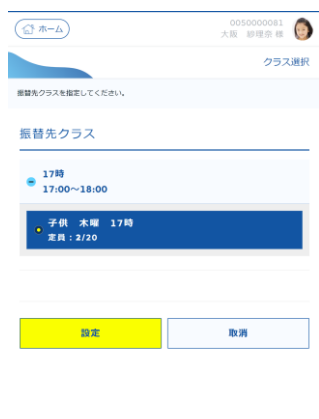 ホーム
0050000081
大阪 紗理奈 様
クラス選択
振替先クラスを指定してください。
振替先クラス
17時
17:00〜18:00
子供 木曜 17時
定員：2/20
設定
取消